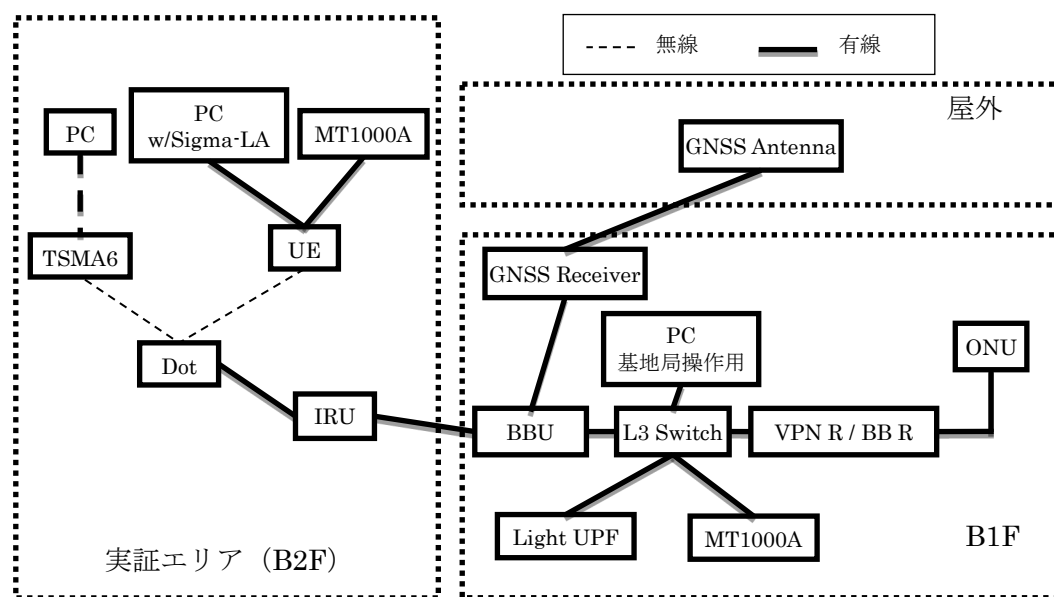 無線
有線
屋外
PC
PC
w/Sigma-LA
MT1000A
GNSS Antenna
TSMA6
UE
GNSS Receiver
PC
基地局操作用
ONU
Dot
IRU
BBU
L3 Switch
VPN R / BB R
Light UPF
MT1000A
実証エリア（B2F）
B1F